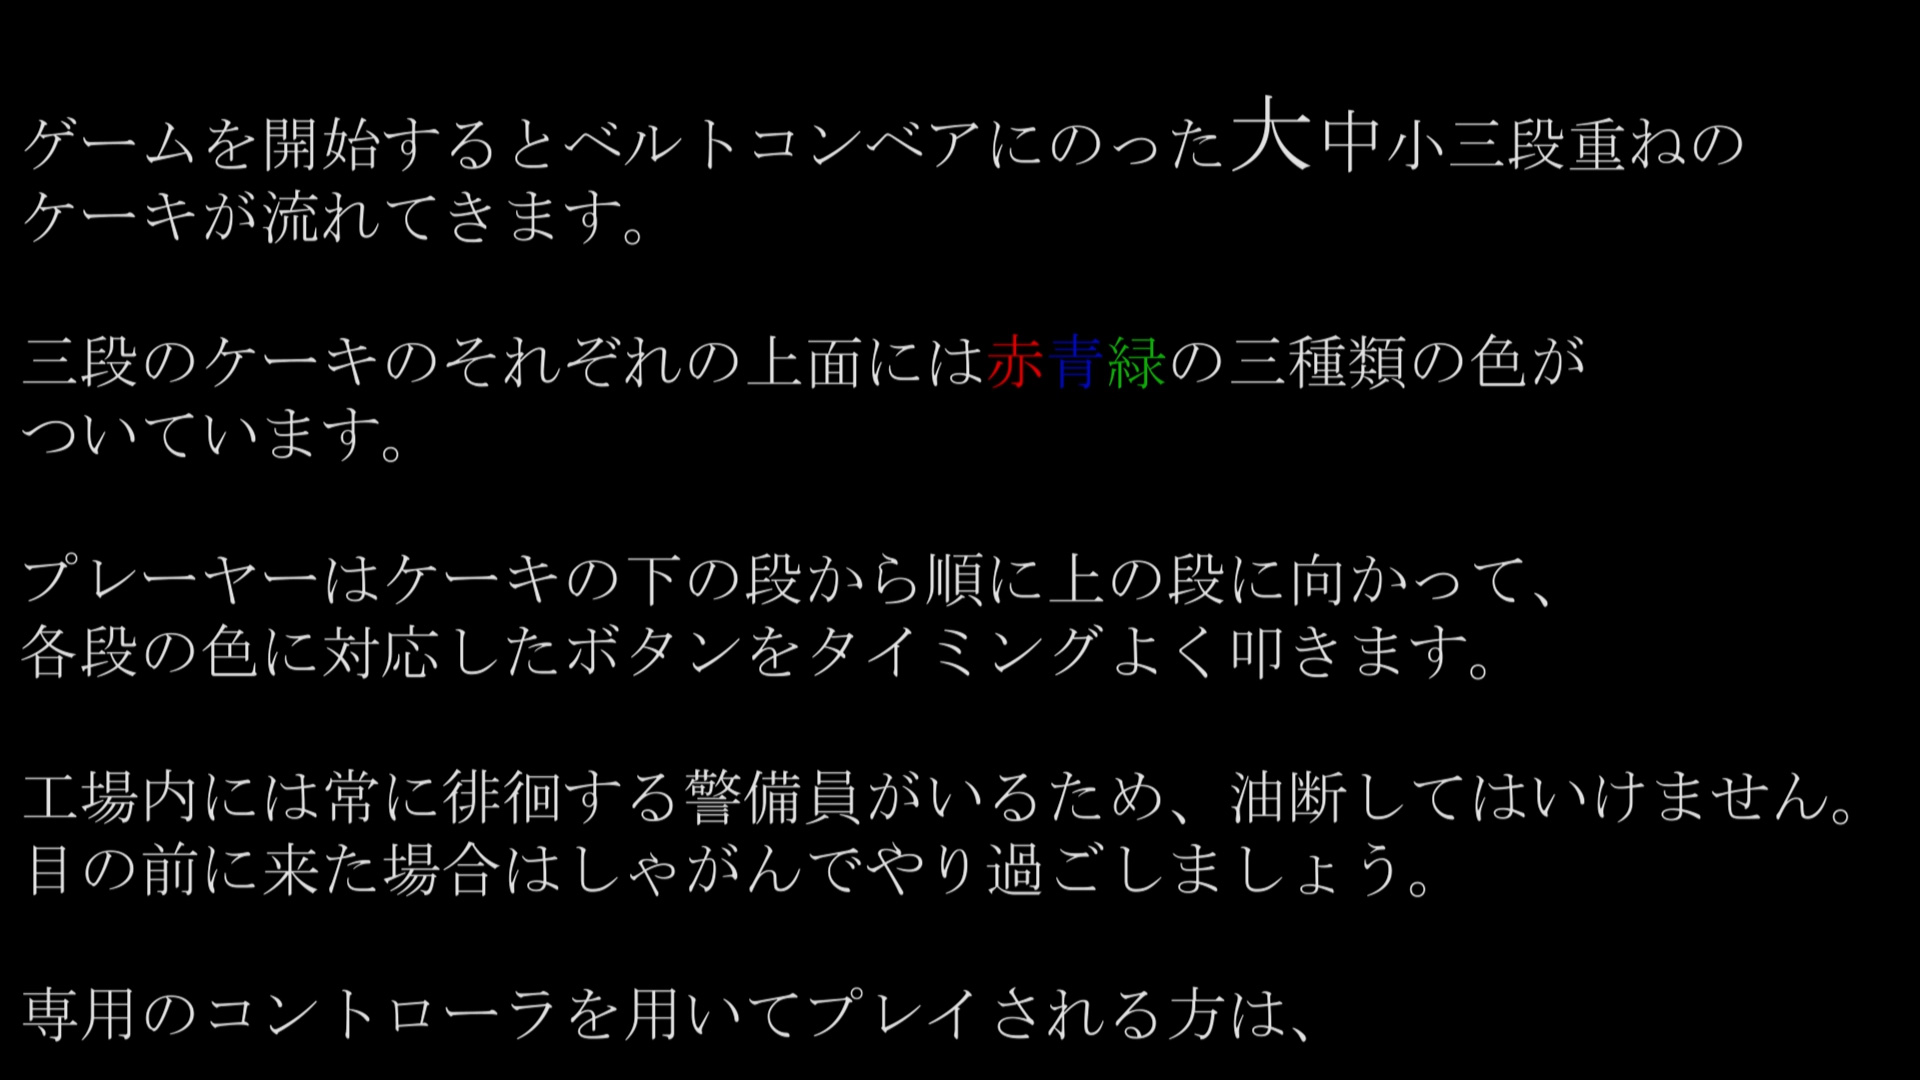 ゲームを開始するとベルトコンベアにのった大中小三段重ねの
ケーキが流れてきます。
三段のケーキのそれぞれの上面には赤青緑の三種類の色が
ついています。
プレーヤーはケーキの下の段から順に上の段に向かって、
各段の色に対応したボタンをタイミングよく叩きます。
工場内には常に徘徊する警備員がいるため、油断してはいけません。
目の前に来た場合はしゃがんでやり過ごしましょう。
専用のコントローラを用いてプレイされる方は、